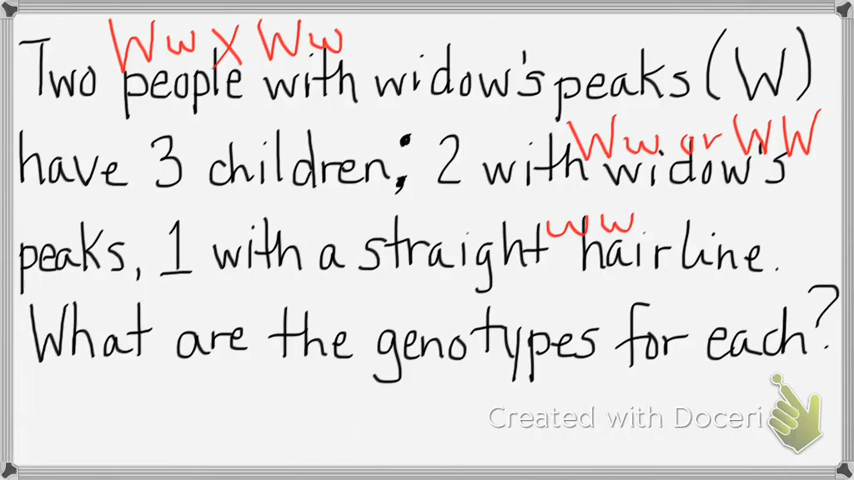 Ww X Ww
Two people with widow's peaks (W)
Ww or WW
have 3 children; 2 with widow's
ww
peaks, 1 with a straight hairline.
What are the genotypes for each?
Created with Doceri